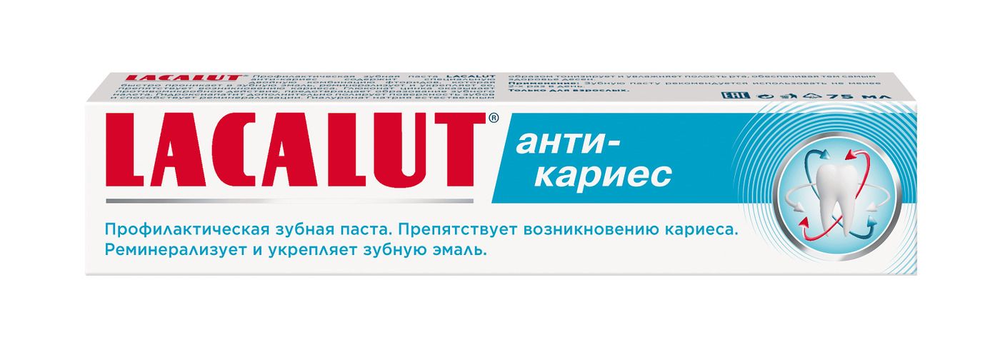 LACALUT® Профилактическая зубная паста LACALUT
анти-кариес содержит специальную
двойную комбинацию фторидов, которая
быстро проникает в зубную эмаль, реминерализует и укрепляет ее,
препятствует возникновению кариеса. Глюконат цинка оказывает
противомикробное действие, предотвращает образование зубного
налета. Гидроксиапатит дополнительно полирует поверхность зубов
и способствует реминерализации. Гиалуронат натрия естественным
образом тонизирует и увлажняет полость рта, обеспечивая тем самым
здоровье десен.
Применение: Зубную пасту рекомендуется использовать не менее
2-х раз в день.
Только для взрослых.
EAC 75 мл
LACALUT®
анти-
кариес
Профилактическая зубная паста. Препятствует возникновению кариеса.
Реминерализует и укрепляет зубную эмаль.